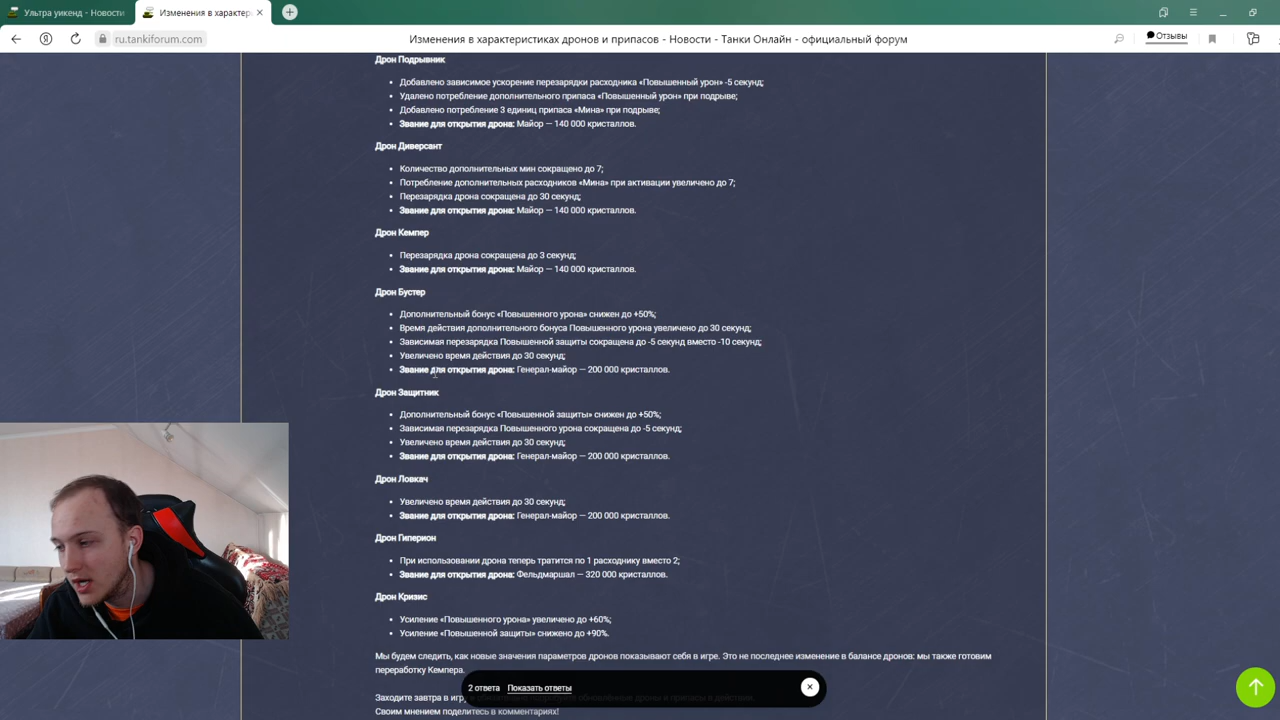 Ультра уикенд - Новости
Изменения в характер
ru.tankiforum.com
Изменения в характеристиках дронов и припасов - Новости - Танки Онлайн - официальный форум
Отзывы
Дрон Подрывник
Добавлено зависимое ускорение перезарядки расходника «Повышенный урон» -5 секунд;
Удалено потребление дополнительного припаса «Повышенный урон» при подрыве;
Добавлено потребление 3 единиц припаса «Мина» при подрыве;
Звание для открытия дрона: Майор — 140 000 кристаллов.
Дрон Диверсант
Количество дополнительных мин сокращено до 7;
Потребление дополнительных расходников «Мина» при активации увеличено до 7;
Перезарядка дрона сокращена до 30 секунд;
Звание для открытия дрона: Майор — 140 000 кристаллов.
Дрон Кемпер
Перезарядка дрона сокращена до 3 секунд;
Звание для открытия дрона: Майор — 140 000 кристаллов.
Дрон Бустер
Дополнительный бонус «Повышенного урона» снижен до +50%;
Время действия дополнительного бонуса Повышенного урона увеличено до 30 секунд;
Зависимая перезарядка Повышенной защиты сокращена до -5 секунд вместо -10 секунд;
Увеличено время действия до 30 секунд;
Звание для открытия дрона: Генерал-майор — 200 000 кристаллов.
Дрон Защитник
Дополнительный бонус «Повышенной защиты» снижен до +50%;
Зависимая перезарядка Повышенного урона сокращена до -5 секунд;
Увеличено время действия до 30 секунд;
Звание для открытия дрона: Генерал-майор — 200 000 кристаллов.
Дрон Ловкач
Увеличено время действия до 30 секунд;
Звание для открытия дрона: Генерал-майор — 200 000 кристаллов.
Дрон Гиперион
При использовании дрона теперь тратится по 1 расходнику вместо 2;
Звание для открытия дрона: Фельдмаршал — 320 000 кристаллов.
Дрон Кризис
Усиление «Повышенного урона» увеличено до +60%;
Усиление «Повышенной защиты» снижено до +90%.
Мы будем следить, как новые значения параметров дронов показывают себя в игре. Это не последнее изменение в балансе дронов: мы также готовим
переработку Кемпера.
2 ответа Показать ответы
Заходите завтра в игру и обязательно попробуйте обновлённые дроны и припасы в действии.
Своим мнением поделитесь в комментариях!